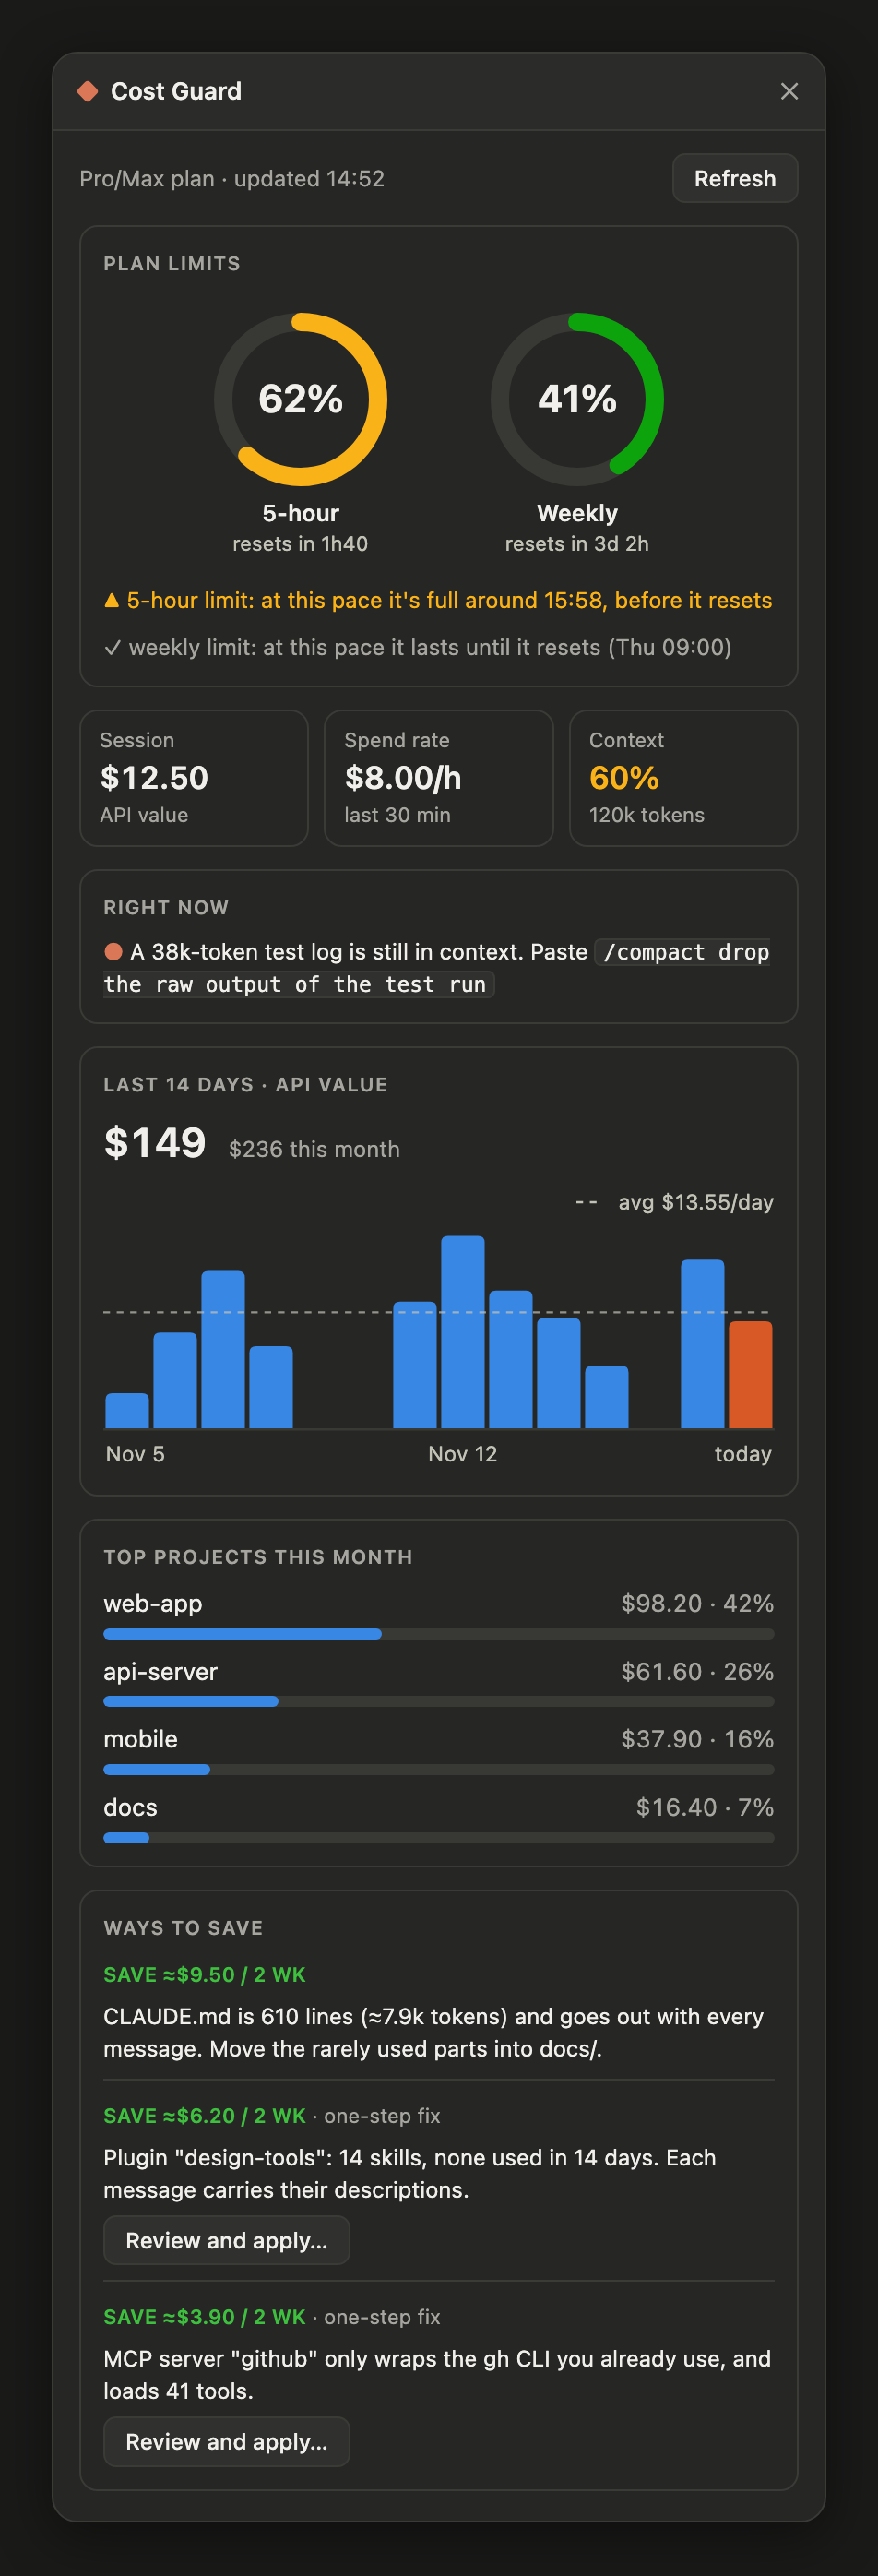 Cost Guard
Pro/Max plan · updated 14:52
Refresh
PLAN LIMITS
62%
41%
5-hour
Weekly
resets in 1h40
resets in 3d 2h
▲ 5-hour limit: at this pace it's full around 15:58, before it resets
✓ weekly limit: at this pace it lasts until it resets (Thu 09:00)
Session
$12.50
API value
Spend rate
$8.00/h
last 30 min
Context
60%
120k tokens
RIGHT NOW
A 38k-token test log is still in context. Paste /compact drop
the raw output of the test run
LAST 14 DAYS · API VALUE
$149 $236 this month
-- avg $13.55/day
Nov 5
Nov 12
today
TOP PROJECTS THIS MONTH
web-app $98.20 · 42%
api-server $61.60 · 26%
mobile $37.90 · 16%
docs $16.40 · 7%
WAYS TO SAVE
SAVE ≈$9.50 / 2 WK
CLAUDE.md is 610 lines (≈7.9k tokens) and goes out with every
message. Move the rarely used parts into docs/.
SAVE ≈$6.20 / 2 WK · one-step fix
Plugin "design-tools": 14 skills, none used in 14 days. Each
message carries their descriptions.
Review and apply...
SAVE ≈$3.90 / 2 WK · one-step fix
MCP server "github" only wraps the gh CLI you already use, and
loads 41 tools.
Review and apply...